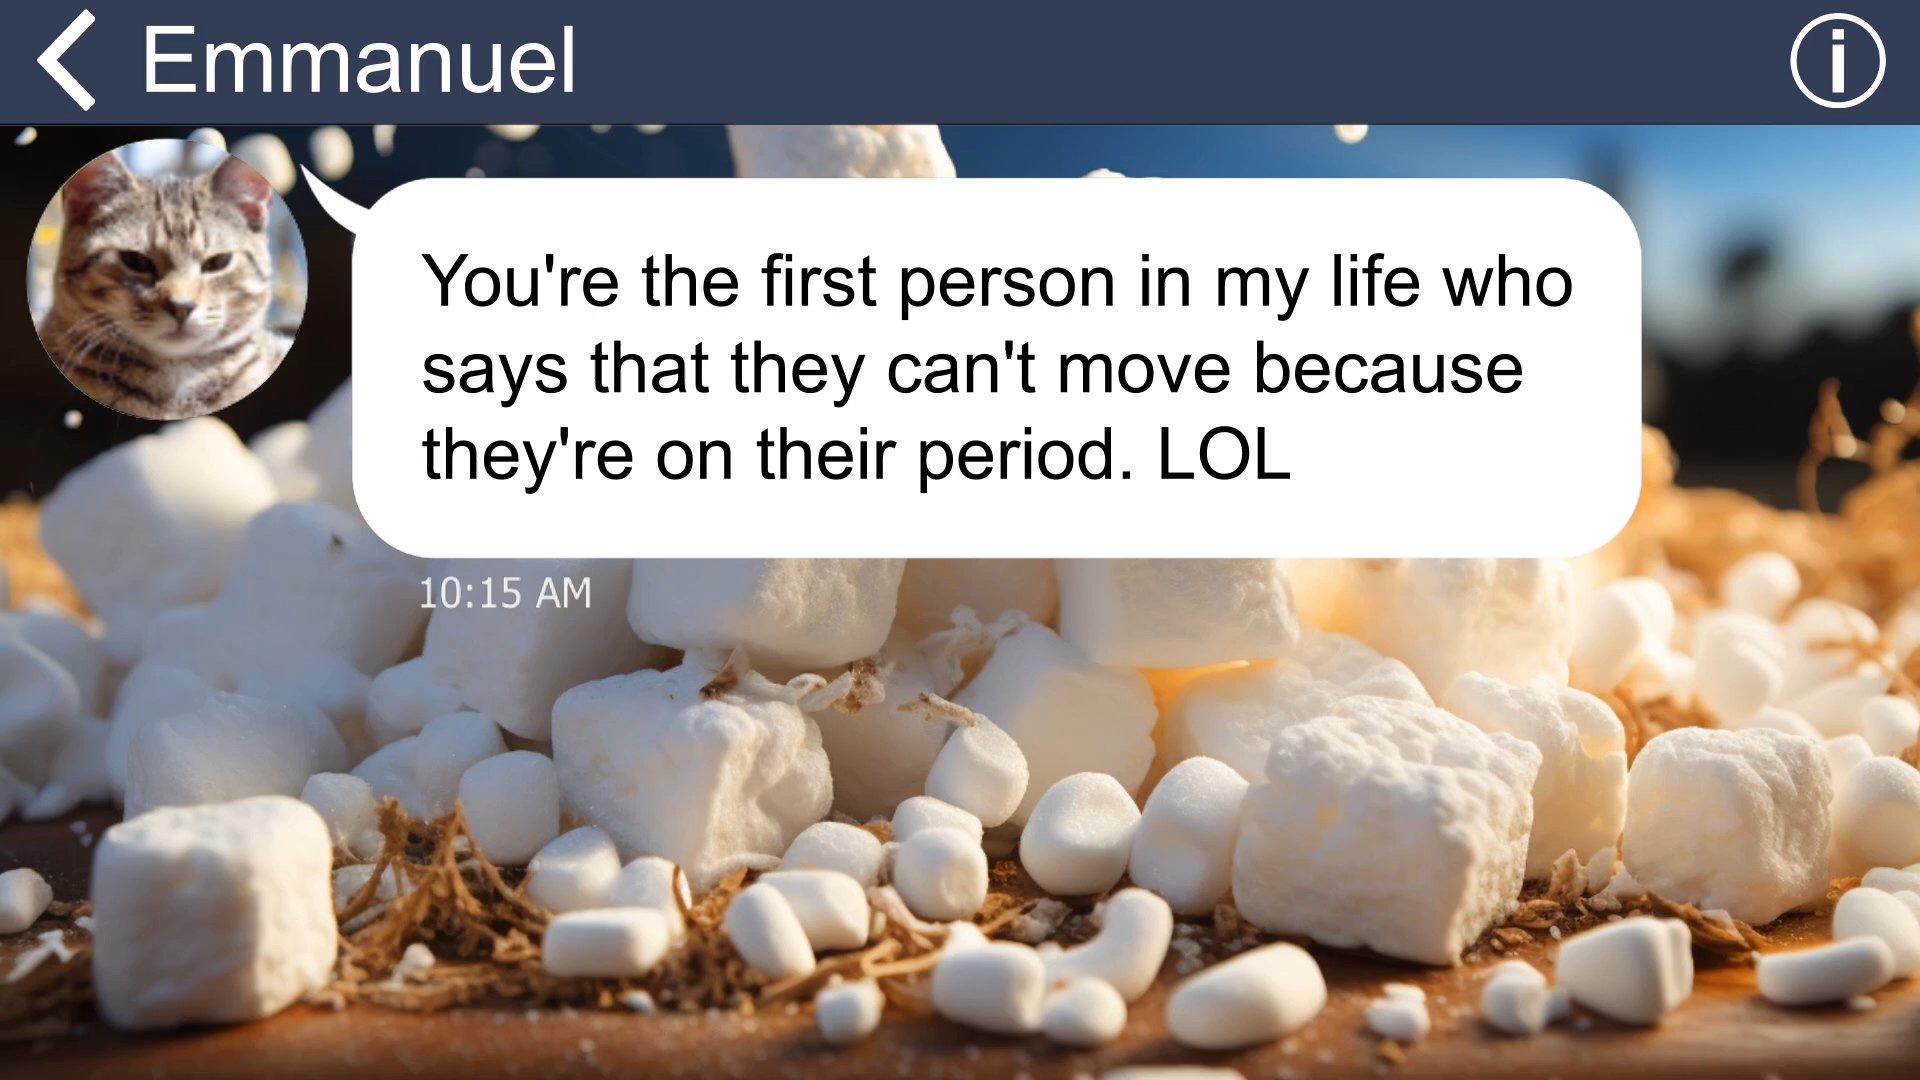 Emmanuel
You're the first person in my life who
says that they can't move because
they're on their period. LOL
10:15 AM